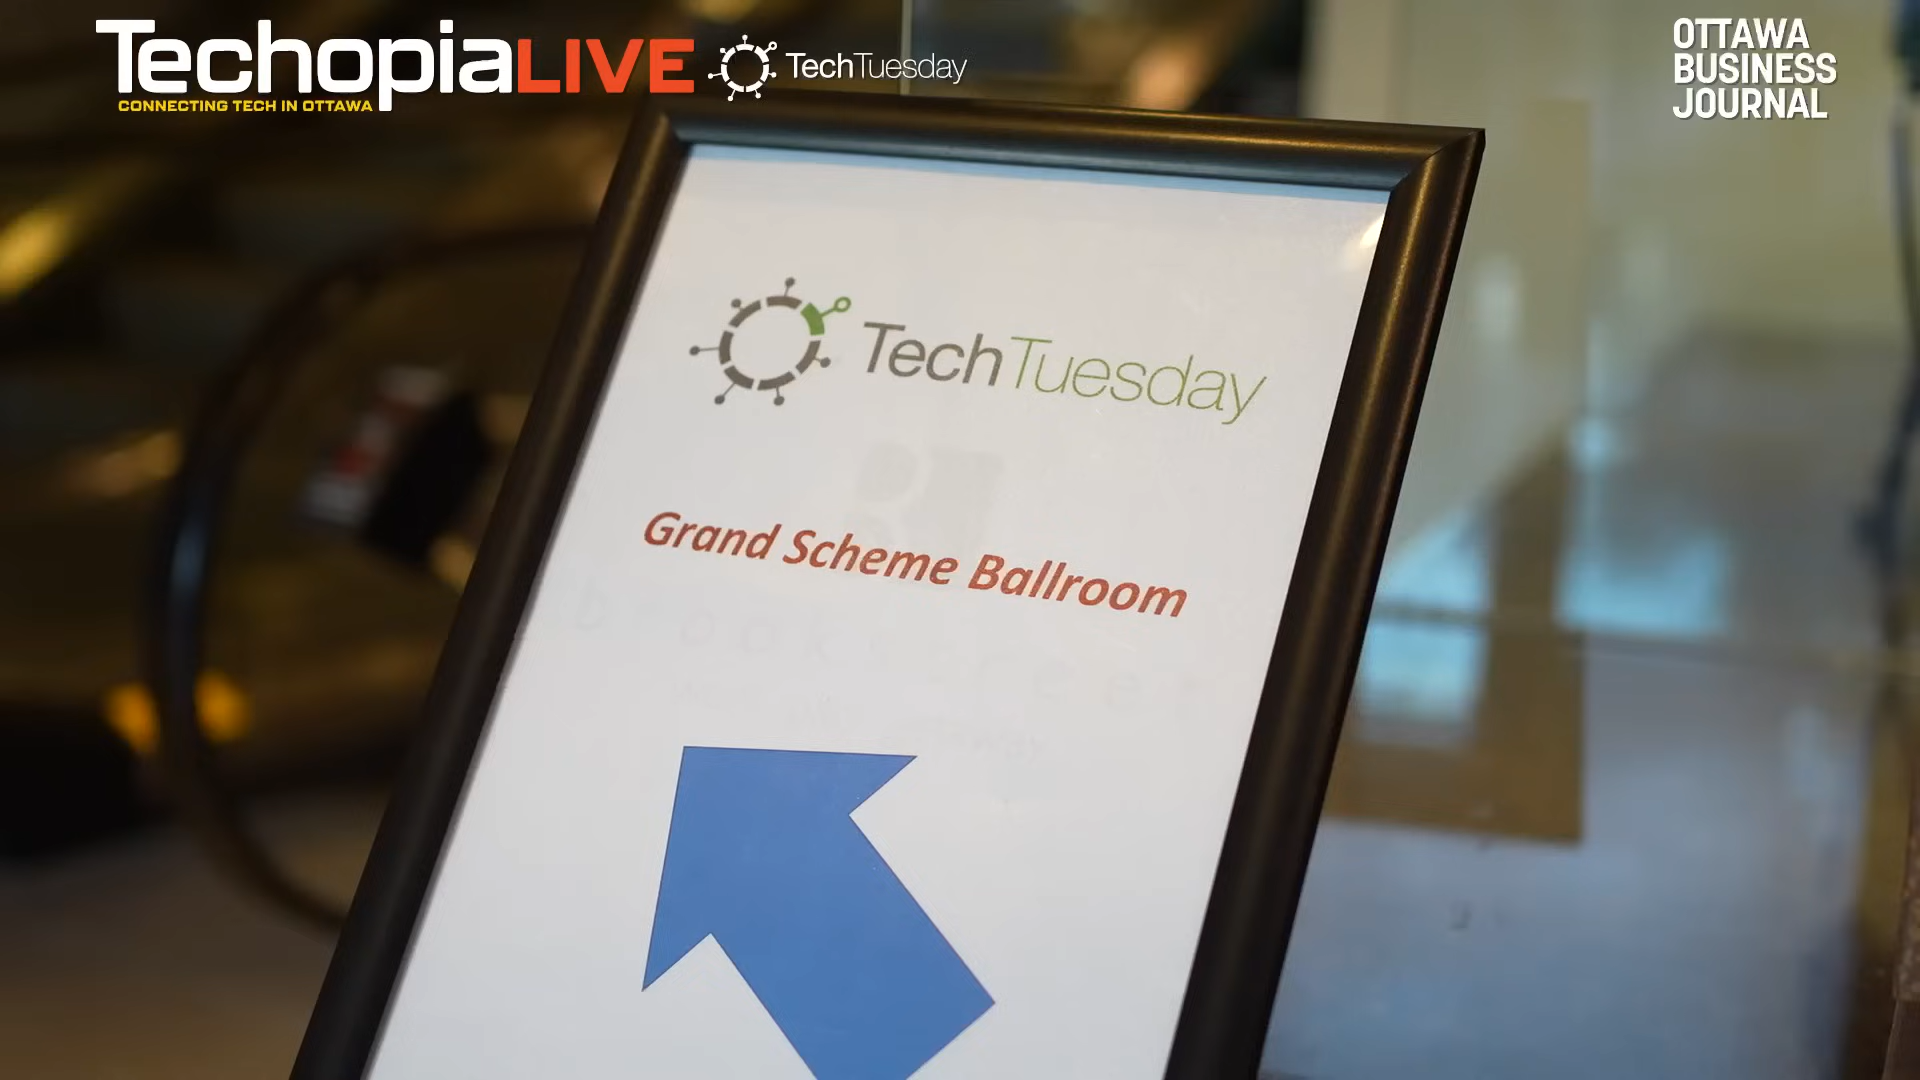 TechopiaLIVE
CONNECTING TECH IN OTTAWA
TechTuesday
OTTAWA
BUSINESS
JOURNAL
TechTuesday
Grand Scheme Ballroom